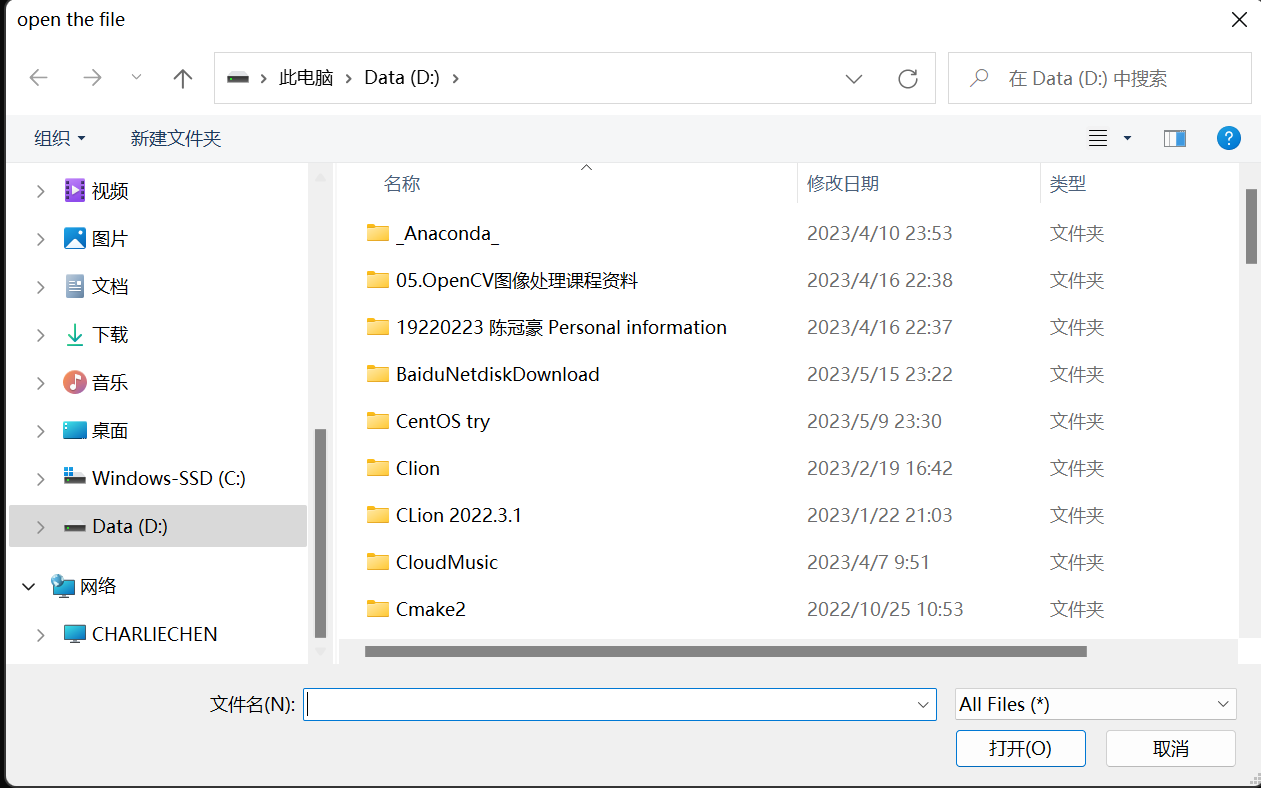 open the file
此电脑 Data (D:)
在 Data (D:) 中搜索
组织 新建文件夹
视频
图片
文档
下载
音乐
桌面
Windows-SSD (C:)
Data (D:)
网络
CHARLIECHEN
名称 修改日期 类型
_Anaconda_ 2023/4/10 23:53 文件夹
05.OpenCV图像处理课程资料 2023/4/16 22:38 文件夹
19220223 陈冠豪 Personal information 2023/4/16 22:37 文件夹
BaiduNetdiskDownload 2023/5/15 23:22 文件夹
CentOS try 2023/5/9 23:30 文件夹
Clion 2023/2/19 16:42 文件夹
CLion 2022.3.1 2023/1/22 21:03 文件夹
CloudMusic 2023/4/7 9:51 文件夹
Cmake2 2022/10/25 10:53 文件夹
文件名(N):
All Files (*)
打开(O) 取消